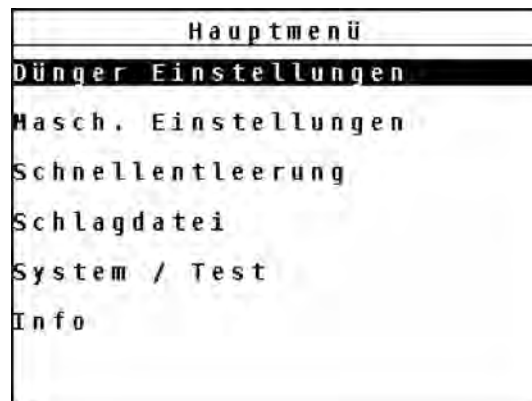 Hauptmenü
Dünger Einstellungen
Masch. Einstellungen
Schnellentleerung
Schlagdatei
System / Test
Info